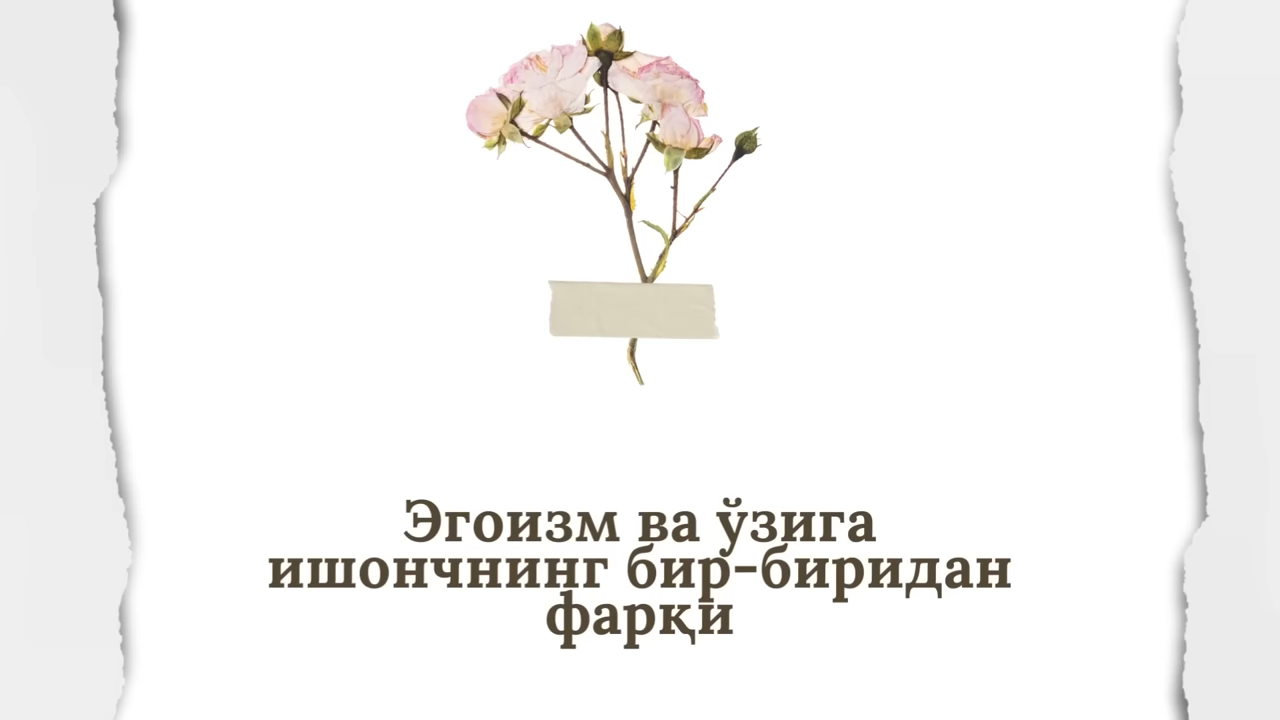 Эгоизм ва ўзига
ишончнинг бир-биридан
фарқи